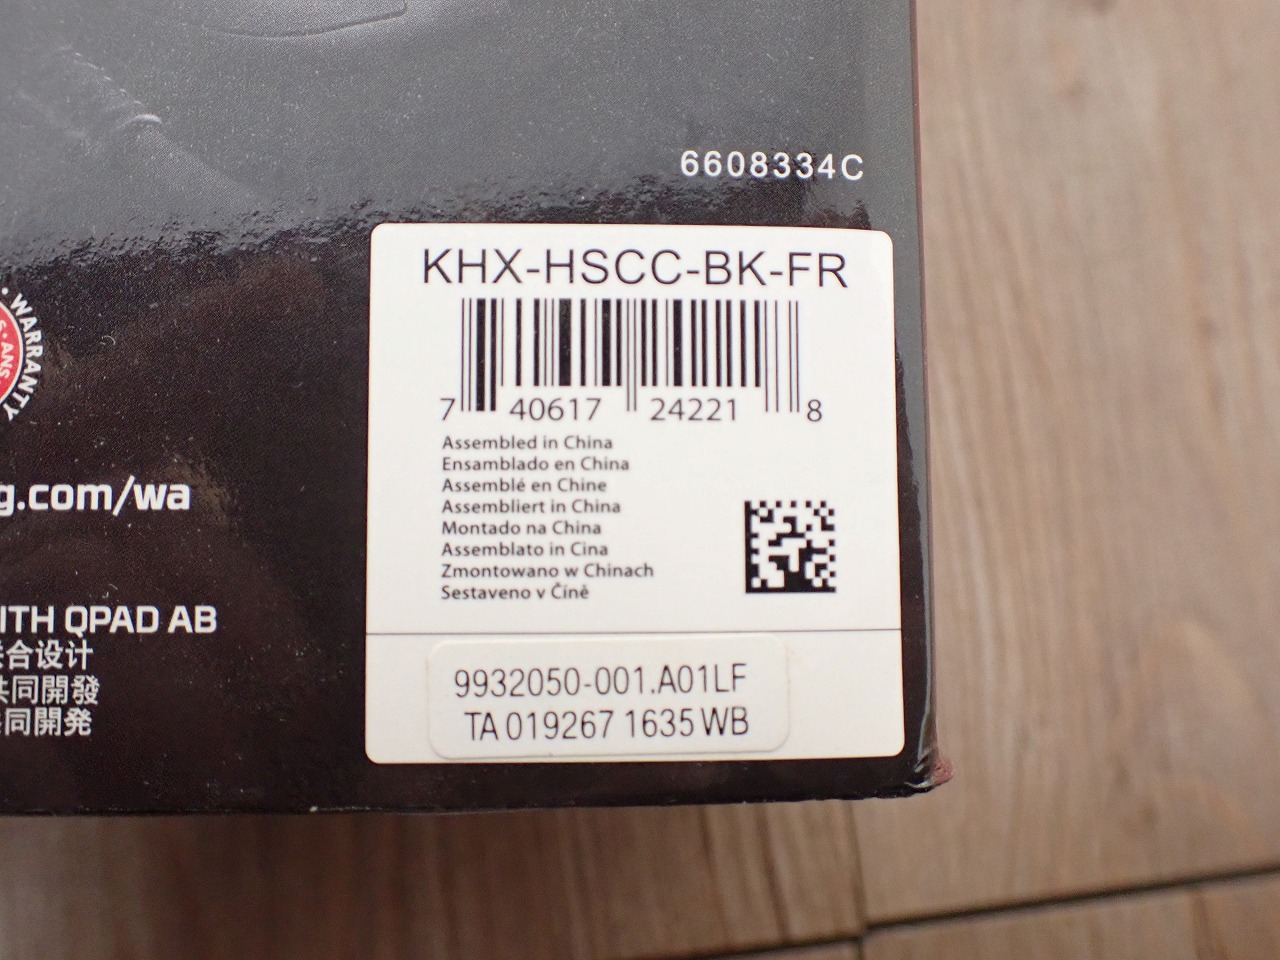 6608334C
KHX-HSCC-BK-FR
7 40617 24221 8
Assembled in China
Ensamblado en China
Assemblé en Chine
Assembliert in China
Montado na China
Assemblato in Cina
Zmontowano w Chinach
Sestaveno v Číně
9932050-001.A01LF
TA 019267 1635 WB
WARRANTY
ANS
g.com/wa
ITH QPAD AB
合设计
共同開發
同開発